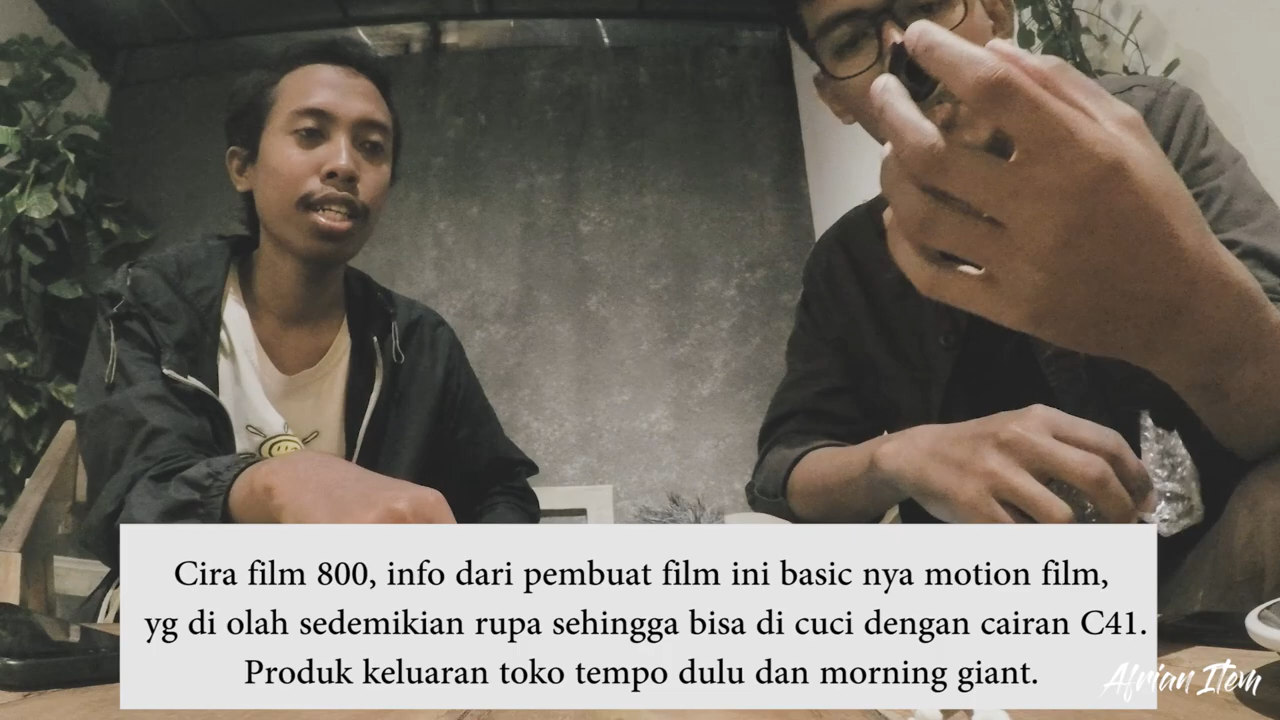 Cira film 800, info dari pembuat film ini basic nya motion film,
yg di olah sedemikian rupa sehingga bisa di cuci dengan cairan C41.
Produk keluaran toko tempo dulu dan morning giant.
Afrian Item